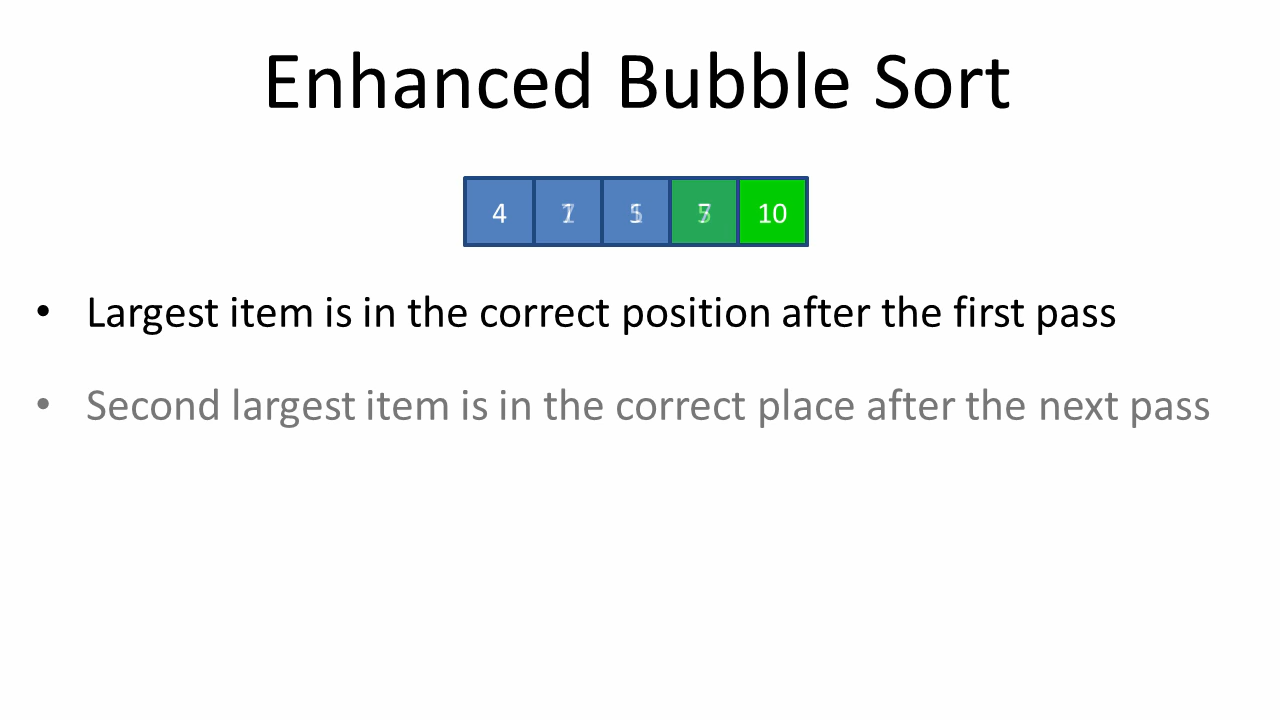 Enhanced Bubble Sort
4 10
• Largest item is in the correct position after the first pass
• Second largest item is in the correct place after the next pass